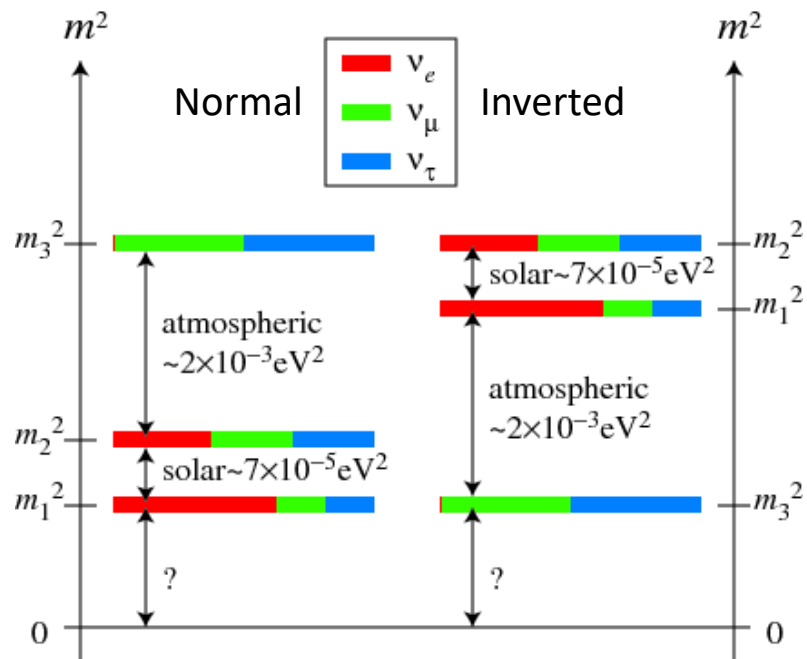 m²
m²
Normal
νₑ
ν_μ
ν_τ
Inverted
m₃²
m₂²
solar~7×10⁻⁵eV²
m₁²
atmospheric
~2×10⁻³eV²
atmospheric
~2×10⁻³eV²
m₂²
solar~7×10⁻⁵eV²
m₁²
m₃²
?
?
0
0